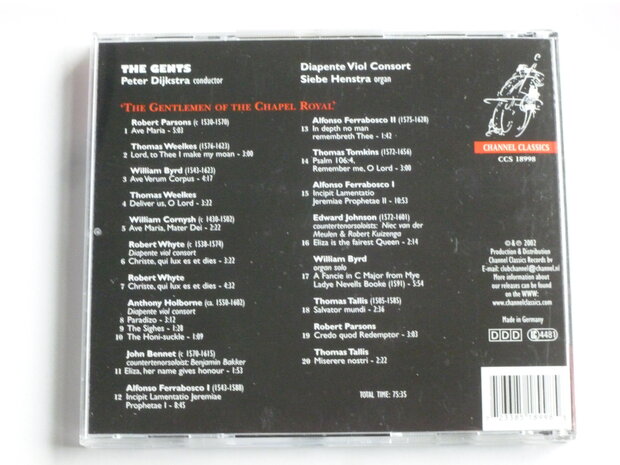 THE GENTS
Peter Dijkstra conductor
Diapente Viol Consort
Siebe Henstra organ
'THE GENTLEMEN OF THE CHAPEL ROYAL'
Robert Parsons (c 1530-1570)
1 Ave Maria - 5:03
Thomas Weelkes (1576-1623)
2 Lord, to Thee I make my moan - 3:00
William Byrd (1543-1623)
3 Ave Verum Corpus - 4:17
Thomas Weelkes
4 Deliver us, O Lord - 3:22
William Cornysh (c 1430-1502)
5 Ave Maria, Mater Dei - 3:22
Robert Whyte (c 1538-1574)
Diapente viol consort
6 Christe, qui lux es et dies - 3:22
Robert Whyte
7 Christe, qui lux es et dies - 4:32
Anthony Holborne (ca. 1550-1602)
Diapente viol consort
8 Paradizo - 3:12
9 The Sighes - 1:28
10 The Honi-suckle - 1:09
John Bennet (c 1570-1615)
countertenorsoloist: Benjamin Bakker
11 Eliza, her name gives honour - 1:53
Alfonso Ferrabosco I (1543-1588)
12 Incipit Lamentatio Jeremiae
Prophetae I - 8:45
Alfonso Ferrabosco II (1575-1628)
13 In depth no man
remembreth Thee - 1:42
Thomas Tomkins (1572-1656)
14 Psalm 106:4,
Remember me, O Lord - 3:00
Alfonso Ferrabosco I
15 Incipit Lamentatio
Jeremiae Prophetae II - 10:53
Edward Johnson (1572-1601)
countertenorsoloists: Niec van der
Meulen & Robert Kuizenga
16 Eliza is the fairest Queen - 2:14
William Byrd
organ solo
17 A Fancie in C Major from Mye
Ladye Nevells Booke (1591) - 5:54
Thomas Tallis (1505-1585)
18 Salvator mundi - 2:36
Robert Parsons
19 Credo quod Redemptor - 3:03
Thomas Tallis
20 Miserere nostri - 2:22
TOTAL TIME: 75:35
CHANNEL CLASSICS
CCS 18998
©&℗ 2002
Production & Distribution
Channel Classics Records bv
E-mail: clubchannel@channel.nl
More information about
our releases can be found
on the WWW:
www.channelclassics.com
Made in Germany
DDD
4481